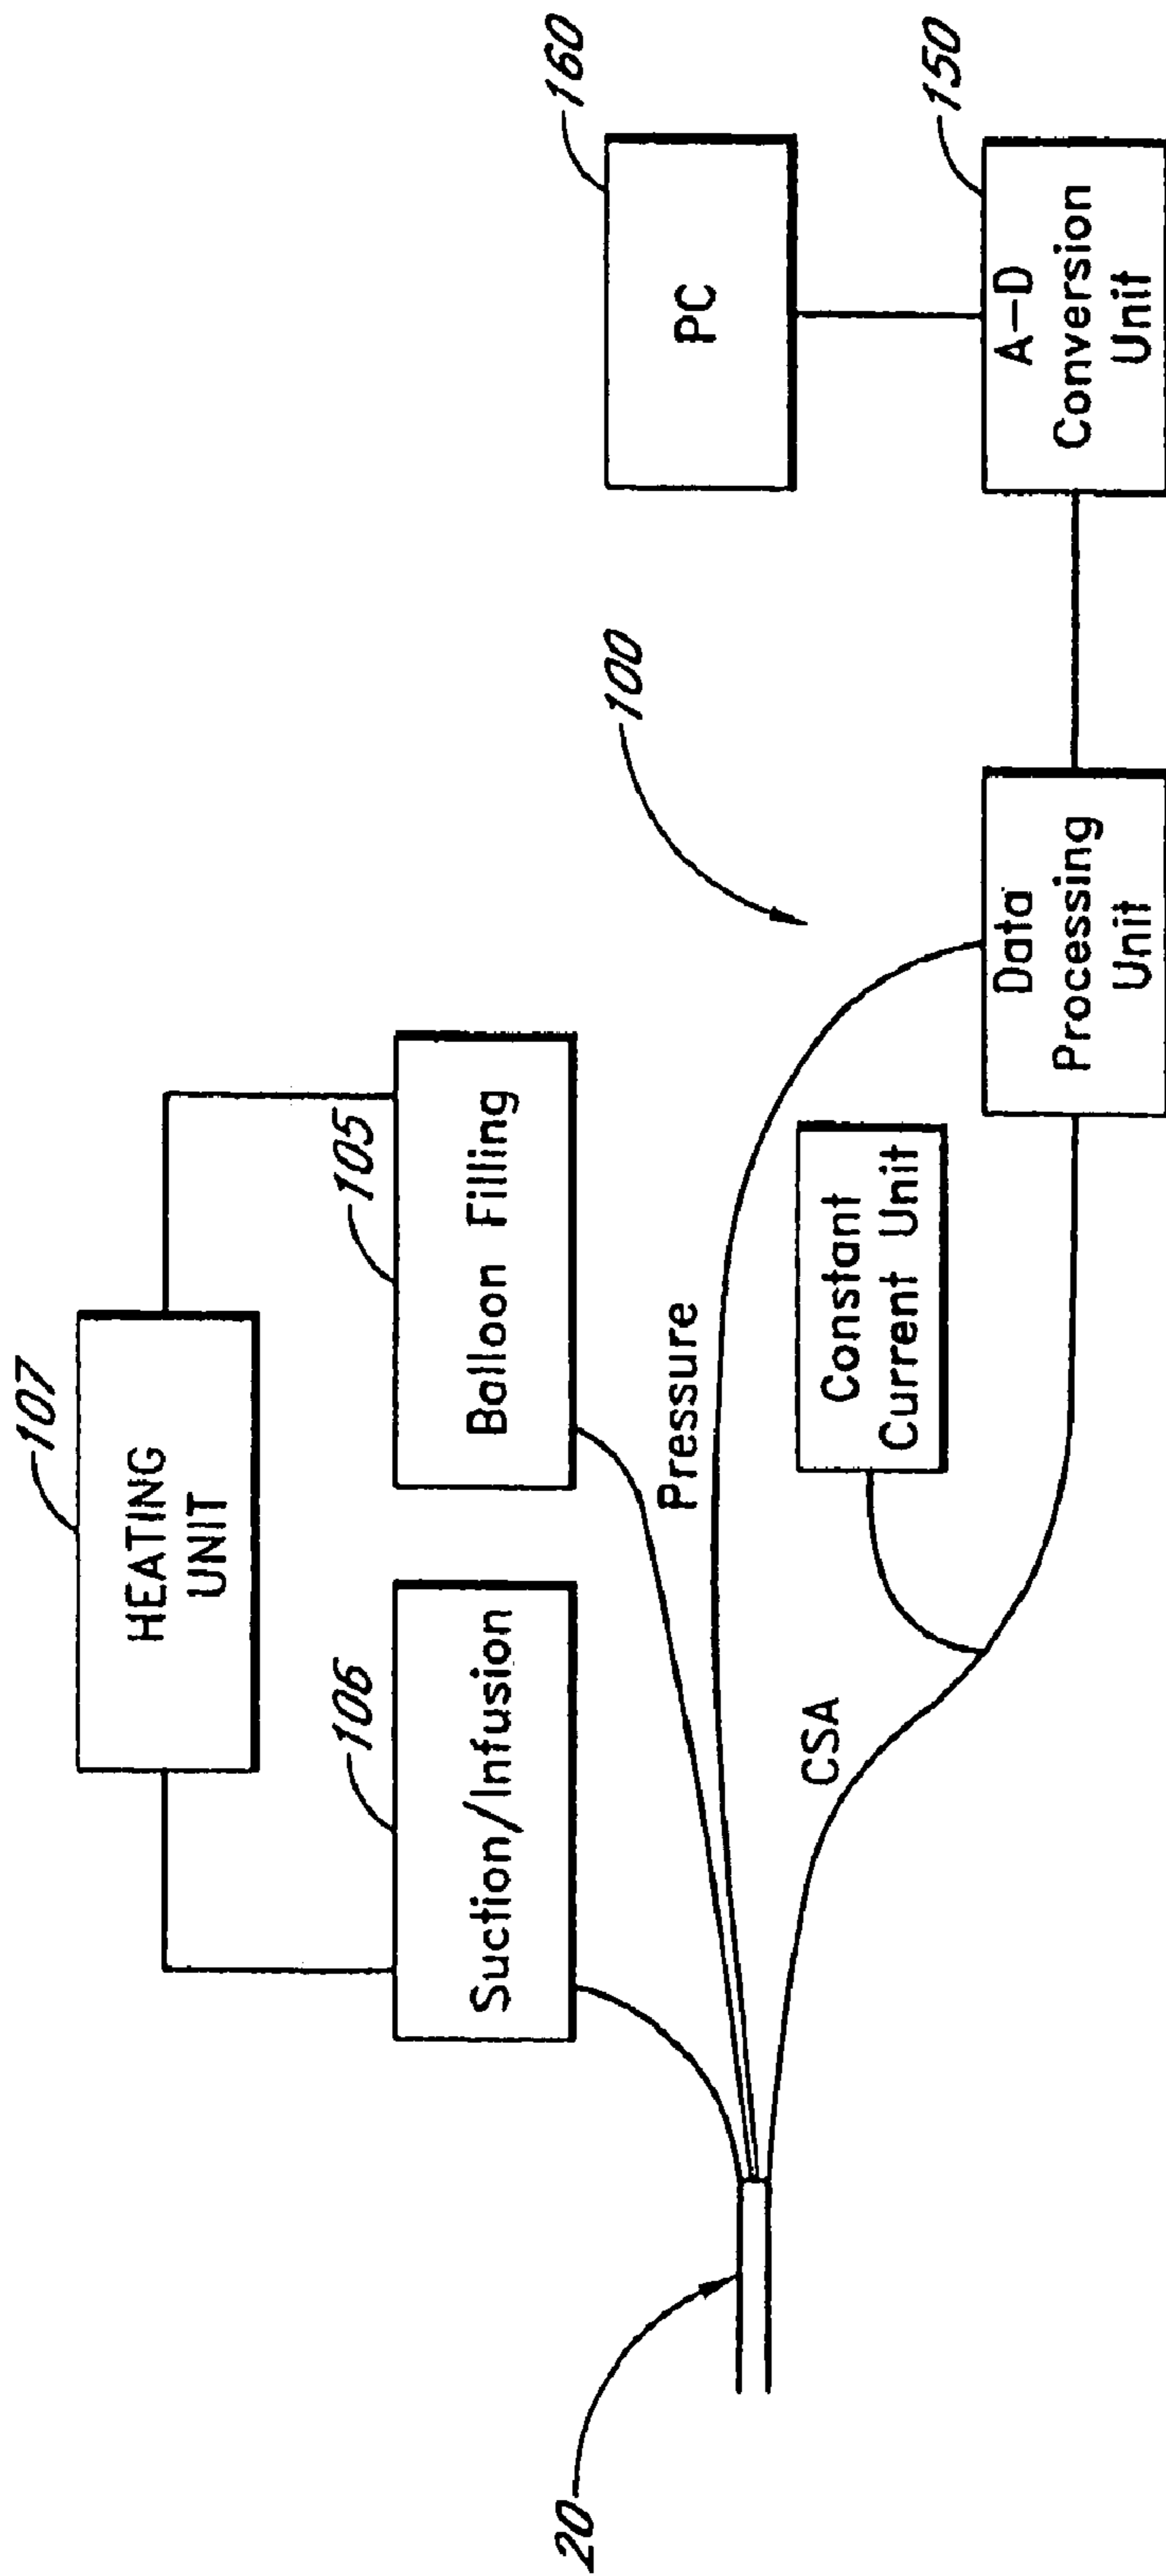 107
HEATING
UNIT
106
Suction/Infusion
105
Balloon Filling
20
Pressure
CSA
Constant
Current Unit
100
Data
Processing
Unit
160
PC
150
A-D
Conversion
Unit